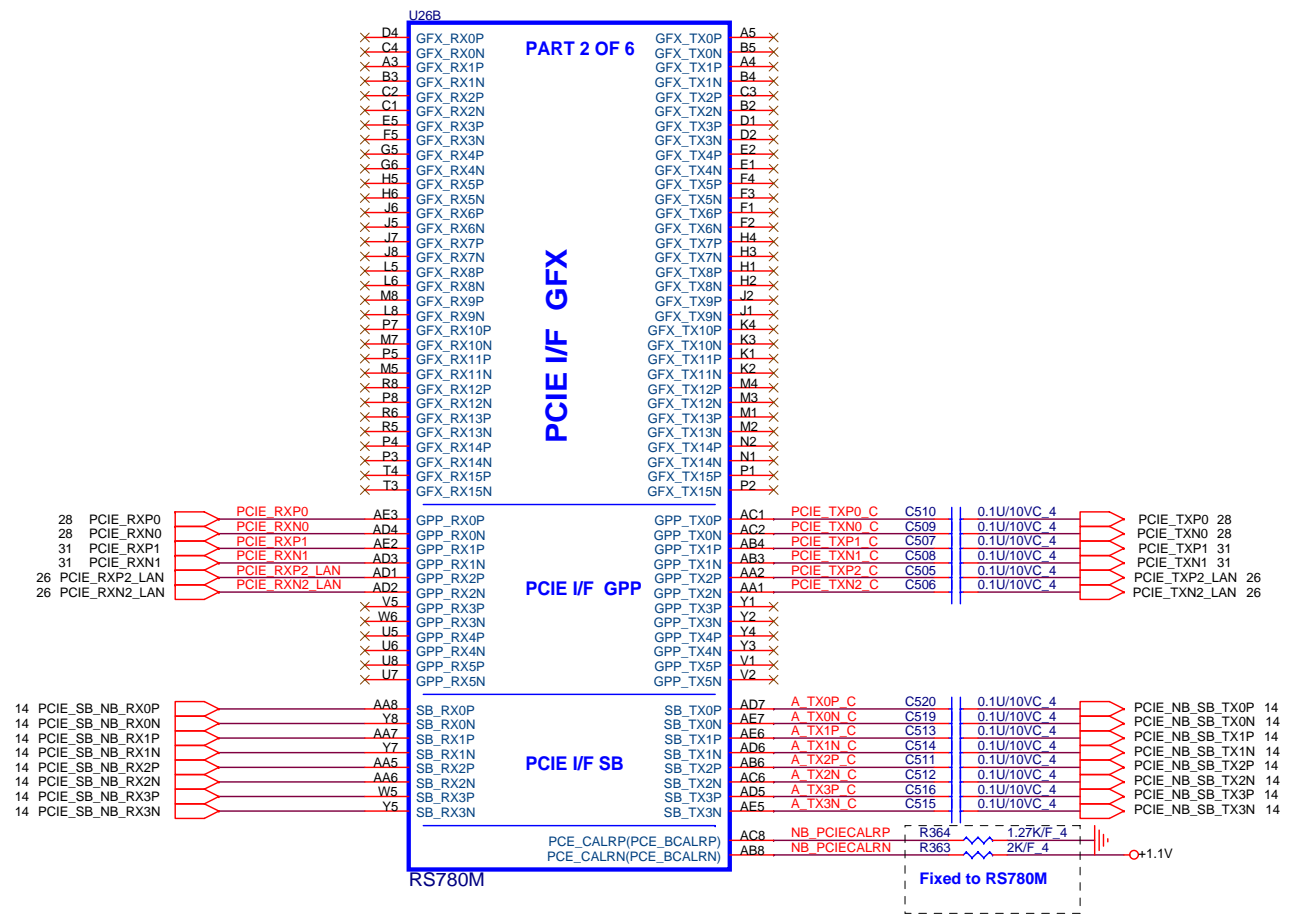 U26B
PART 2 OF 6
D4 GFX_RX0P GFX_TX0P A5
C4 GFX_RX0N GFX_TX0N B5
A3 GFX_RX1P GFX_TX1P A4
B3 GFX_RX1N GFX_TX1N B4
C2 GFX_RX2P GFX_TX2P C3
C1 GFX_RX2N GFX_TX2N B2
E5 GFX_RX3P GFX_TX3P D1
F5 GFX_RX3N GFX_TX3N D2
G5 GFX_RX4P GFX_TX4P E2
G6 GFX_RX4N GFX_TX4N E1
H5 GFX_RX5P GFX_TX5P F4
H6 GFX_RX5N GFX_TX5N F3
J6 GFX_RX6P GFX_TX6P F1
J5 GFX_RX6N GFX_TX6N F2
J7 GFX_RX7P GFX_TX7P H4
J8 GFX_RX7N GFX_TX7N H3
L5 GFX_RX8P GFX_TX8P H1
L6 GFX_RX8N GFX_TX8N H2
M8 GFX_RX9P GFX_TX9P J2
L8 GFX_RX9N GFX_TX9N J1
P7 GFX_RX10P GFX_TX10P K4
M7 GFX_RX10N GFX_TX10N K3
P5 GFX_RX11P GFX_TX11P K1
M5 GFX_RX11N GFX_TX11N K2
R8 GFX_RX12P GFX_TX12P M4
P8 GFX_RX12N GFX_TX12N M3
R6 GFX_RX13P GFX_TX13P M1
R5 GFX_RX13N GFX_TX13N M2
P4 GFX_RX14P GFX_TX14P N2
P3 GFX_RX14N GFX_TX14N N1
T4 GFX_RX15P GFX_TX15P P1
T3 GFX_RX15N GFX_TX15N P2
PCIE I/F GFX
28 PCIE_RXP0 PCIE_RXP0 AE3 GPP_RX0P GPP_TX0P AC1 PCIE_TXP0_C C510 0.1U/10VC_4 PCIE_TXP0 28
28 PCIE_RXN0 PCIE_RXN0 AD4 GPP_RX0N GPP_TX0N AC2 PCIE_TXN0_C C509 0.1U/10VC_4 PCIE_TXN0 28
31 PCIE_RXP1 PCIE_RXP1 AE2 GPP_RX1P GPP_TX1P AB4 PCIE_TXP1_C C507 0.1U/10VC_4 PCIE_TXP1 31
31 PCIE_RXN1 PCIE_RXN1 AD3 GPP_RX1N GPP_TX1N AB3 PCIE_TXN1_C C508 0.1U/10VC_4 PCIE_TXN1 31
26 PCIE_RXP2_LAN PCIE_RXP2_LAN AD1 GPP_RX2P GPP_TX2P AA2 PCIE_TXP2_C C505 0.1U/10VC_4 PCIE_TXP2_LAN 26
26 PCIE_RXN2_LAN PCIE_RXN2_LAN AD2 GPP_RX2N GPP_TX2N AA1 PCIE_TXN2_C C506 0.1U/10VC_4 PCIE_TXN2_LAN 26
PCIE I/F GPP
V5 GPP_RX3P GPP_TX3P Y1
W6 GPP_RX3N GPP_TX3N Y2
U5 GPP_RX4P GPP_TX4P Y4
U6 GPP_RX4N GPP_TX4N Y3
U8 GPP_RX5P GPP_TX5P V1
U7 GPP_RX5N GPP_TX5N V2
14 PCIE_SB_NB_RX0P AA8 SB_RX0P SB_TX0P AD7 A_TX0P_C C520 0.1U/10VC_4 PCIE_NB_SB_TX0P 14
14 PCIE_SB_NB_RX0N Y8 SB_RX0N SB_TX0N AE7 A_TX0N_C C519 0.1U/10VC_4 PCIE_NB_SB_TX0N 14
14 PCIE_SB_NB_RX1P AA7 SB_RX1P SB_TX1P AE6 A_TX1P_C C513 0.1U/10VC_4 PCIE_NB_SB_TX1P 14
14 PCIE_SB_NB_RX1N Y7 SB_RX1N SB_TX1N AD6 A_TX1N_C C514 0.1U/10VC_4 PCIE_NB_SB_TX1N 14
14 PCIE_SB_NB_RX2P AA5 SB_RX2P SB_TX2P AB6 A_TX2P_C C511 0.1U/10VC_4 PCIE_NB_SB_TX2P 14
14 PCIE_SB_NB_RX2N AA6 SB_RX2N SB_TX2N AC6 A_TX2N_C C512 0.1U/10VC_4 PCIE_NB_SB_TX2N 14
14 PCIE_SB_NB_RX3P W5 SB_RX3P SB_TX3P AD5 A_TX3P_C C516 0.1U/10VC_4 PCIE_NB_SB_TX3P 14
14 PCIE_SB_NB_RX3N Y5 SB_RX3N SB_TX3N AE5 A_TX3N_C C515 0.1U/10VC_4 PCIE_NB_SB_TX3N 14
PCIE I/F SB
PCE_CALRP(PCE_BCALRP) AC8 NB_PCIECALRP R364 1.27K/F_4
PCE_CALRN(PCE_BCALRN) AB8 NB_PCIECALRN R363 2K/F_4 +1.1V
RS780M
Fixed to RS780M